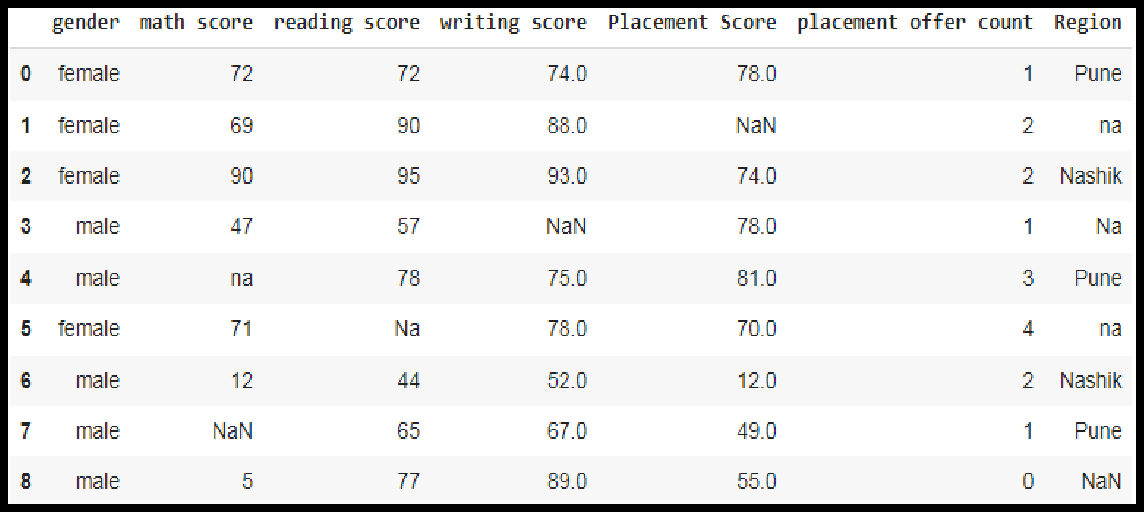 gender math score reading score writing score Placement Score placement offer count Region
0 female 72 72 74.0 78.0 1 Pune
1 female 69 90 88.0 NaN 2 na
2 female 90 95 93.0 74.0 2 Nashik
3 male 47 57 NaN 78.0 1 Na
4 male na 78 75.0 81.0 3 Pune
5 female 71 Na 78.0 70.0 4 na
6 male 12 44 52.0 12.0 2 Nashik
7 male NaN 65 67.0 49.0 1 Pune
8 male 5 77 89.0 55.0 0 NaN